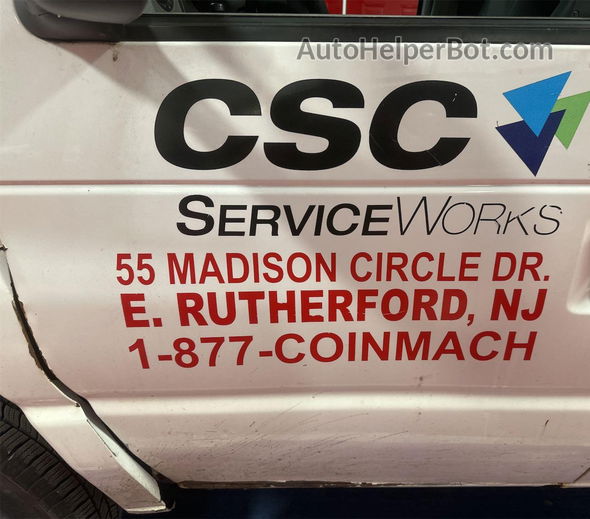 AutoHelperBot.com
CSC
SERVICEWORKS
55 MADISON CIRCLE DR.
E. RUTHERFORD, NJ
1-877-COINMACH